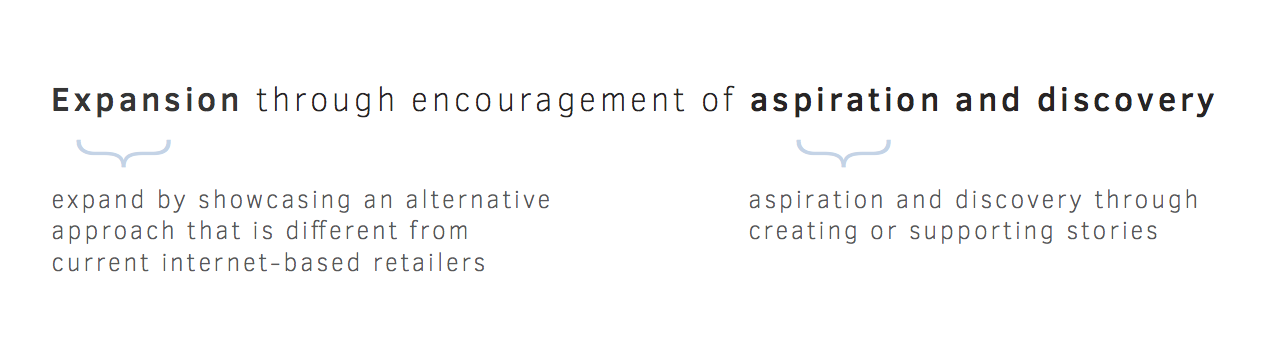 Expansion through encouragement of aspiration and discovery
expand by showcasing an alternative
approach that is different from
current internet-based retailers
aspiration and discovery through
creating or supporting stories